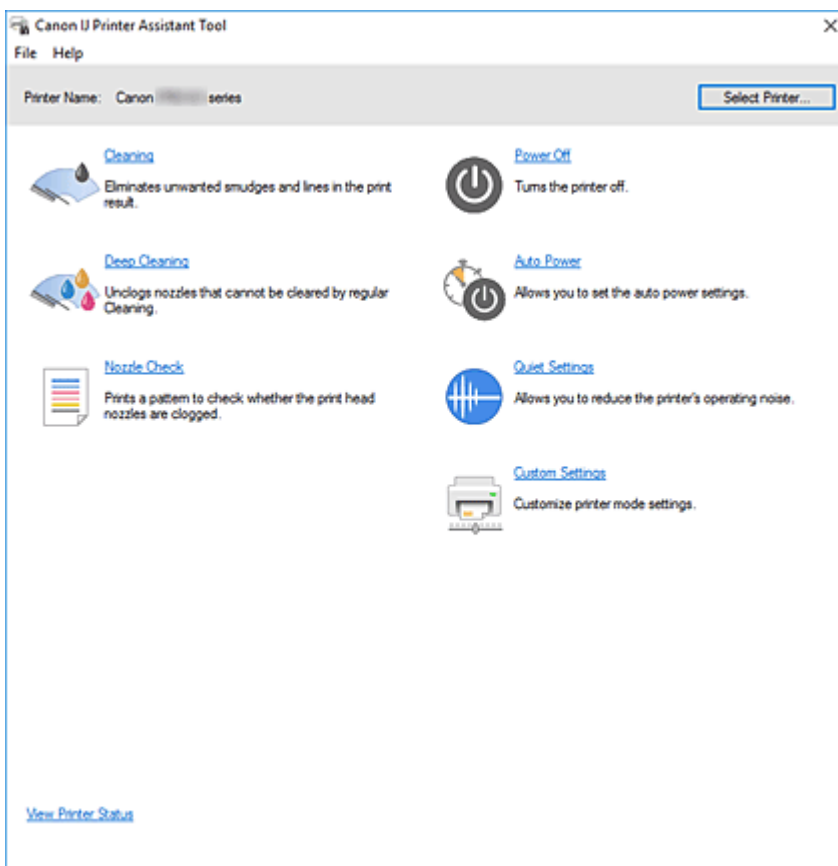 Canon IJ Printer Assistant Tool
File Help
Printer Name: Canon series
Select Printer...
Cleaning
Eliminates unwanted smudges and lines in the print
result.
Deep Cleaning
Unclogs nozzles that cannot be cleared by regular
Cleaning.
Nozzle Check
Prints a pattern to check whether the print head
nozzles are clogged.
Power Off
Turns the printer off.
Auto Power
Allows you to set the auto power settings.
Quiet Settings
Allows you to reduce the printer's operating noise.
Custom Settings
Customize printer mode settings.
View Printer Status